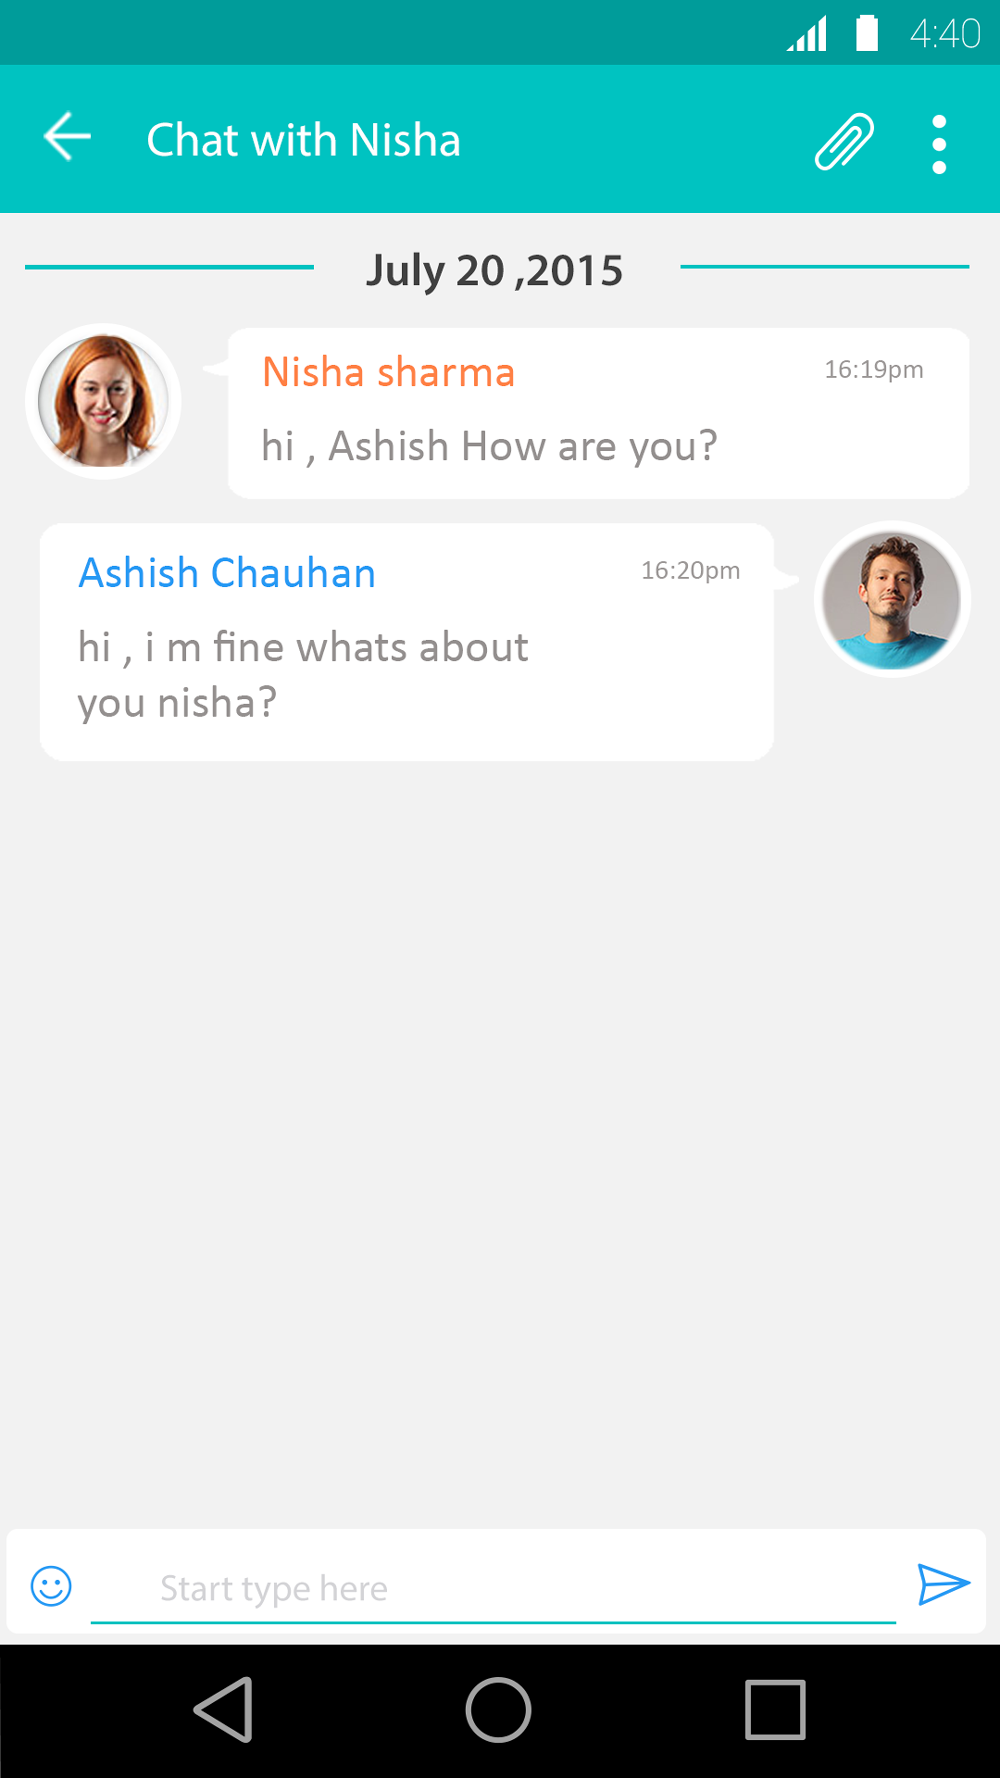 4:40
Chat with Nisha
July 20 ,2015
Nisha sharma 16:19pm
hi , Ashish How are you?
Ashish Chauhan 16:20pm
hi , i m fine whats about
you nisha?
Start type here